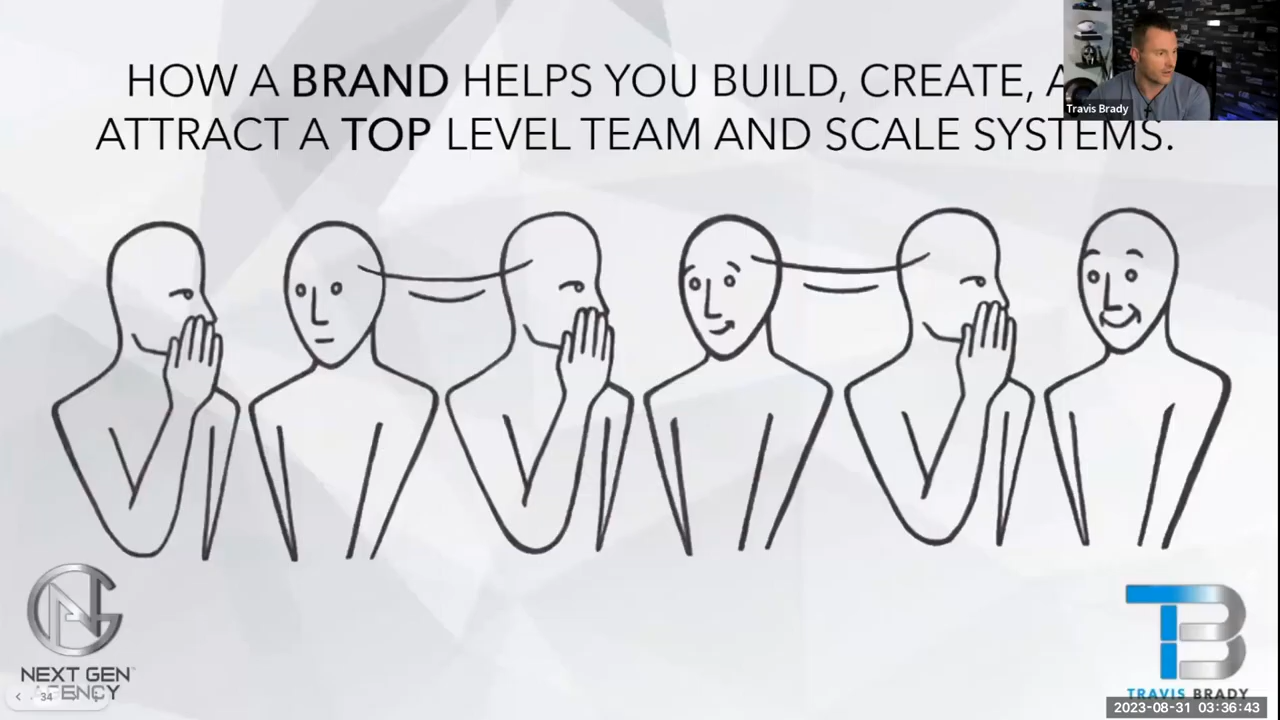 HOW A BRAND HELPS YOU BUILD, CREATE, A
ATTRACT A TOP LEVEL TEAM AND SCALE SYSTEMS.
Travis Brady
NEXT GEN
AGENCY
34
TRAVIS BRADY
2023-08-31 03:36:43